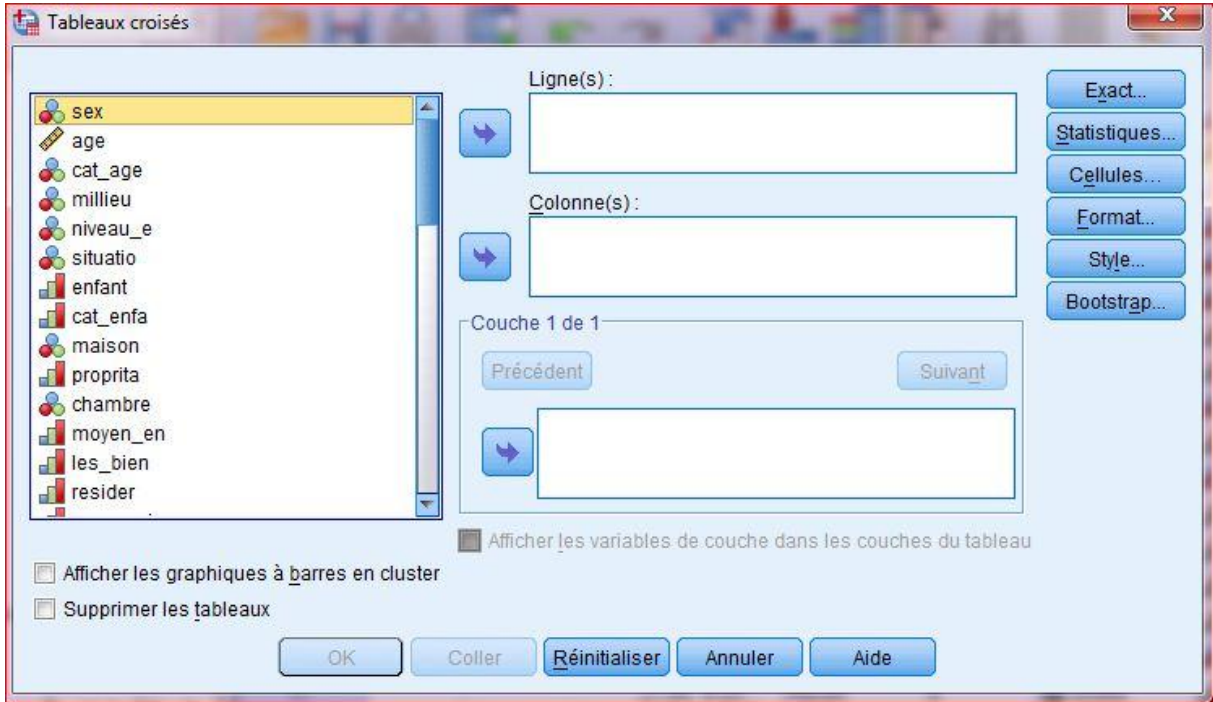 Tableaux croisés
sex
age
cat_age
millieu
niveau_e
situatio
enfant
cat_enfa
maison
proprita
chambre
moyen_en
les_bien
resider
Ligne(s) :
Colonne(s) :
Couche 1 de 1
Précédent
Suivant
Afficher les variables de couche dans les couches du tableau
Exact...
Statistiques...
Cellules...
Format...
Style...
Bootstrap...
Afficher les graphiques à barres en cluster
Supprimer les tableaux
OK
Coller
Réinitialiser
Annuler
Aide